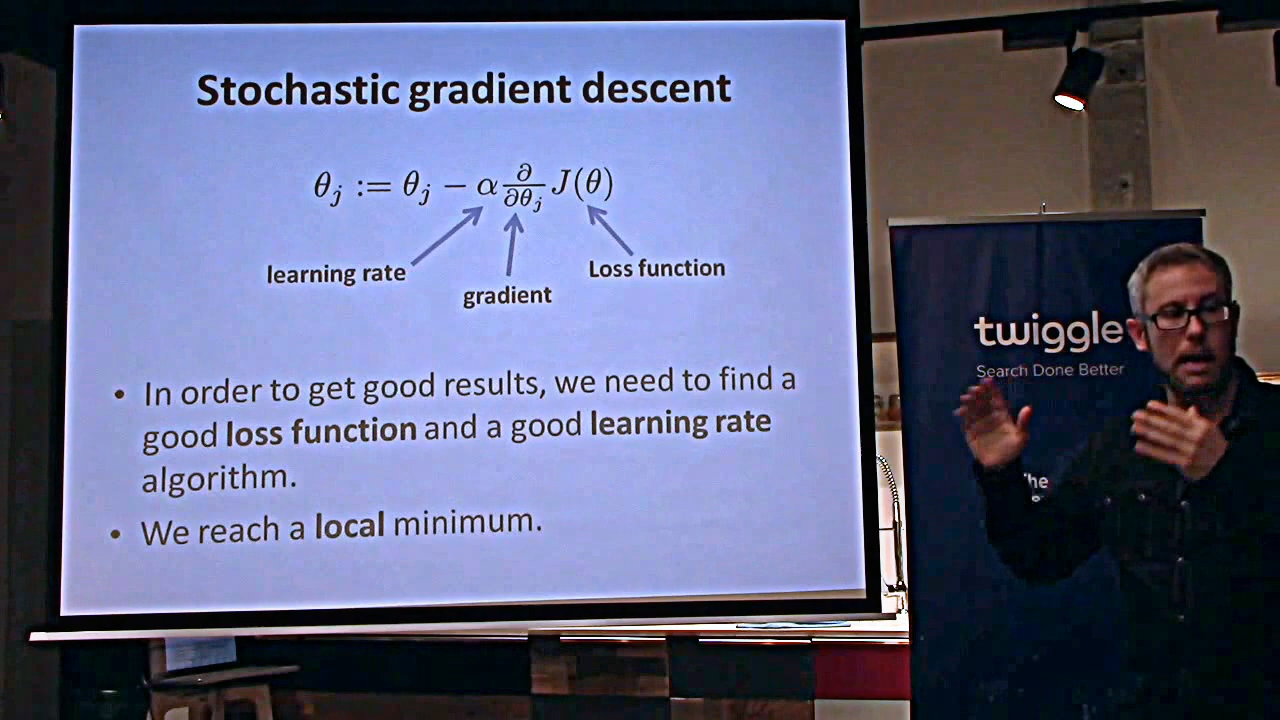 Stochastic gradient descent
θ_j := θ_j − α ∂/∂θ_j J(θ)
learning rate
gradient
Loss function
• In order to get good results, we need to find a
good loss function and a good learning rate
algorithm.
• We reach a local minimum.
twiggle
Search Done Better